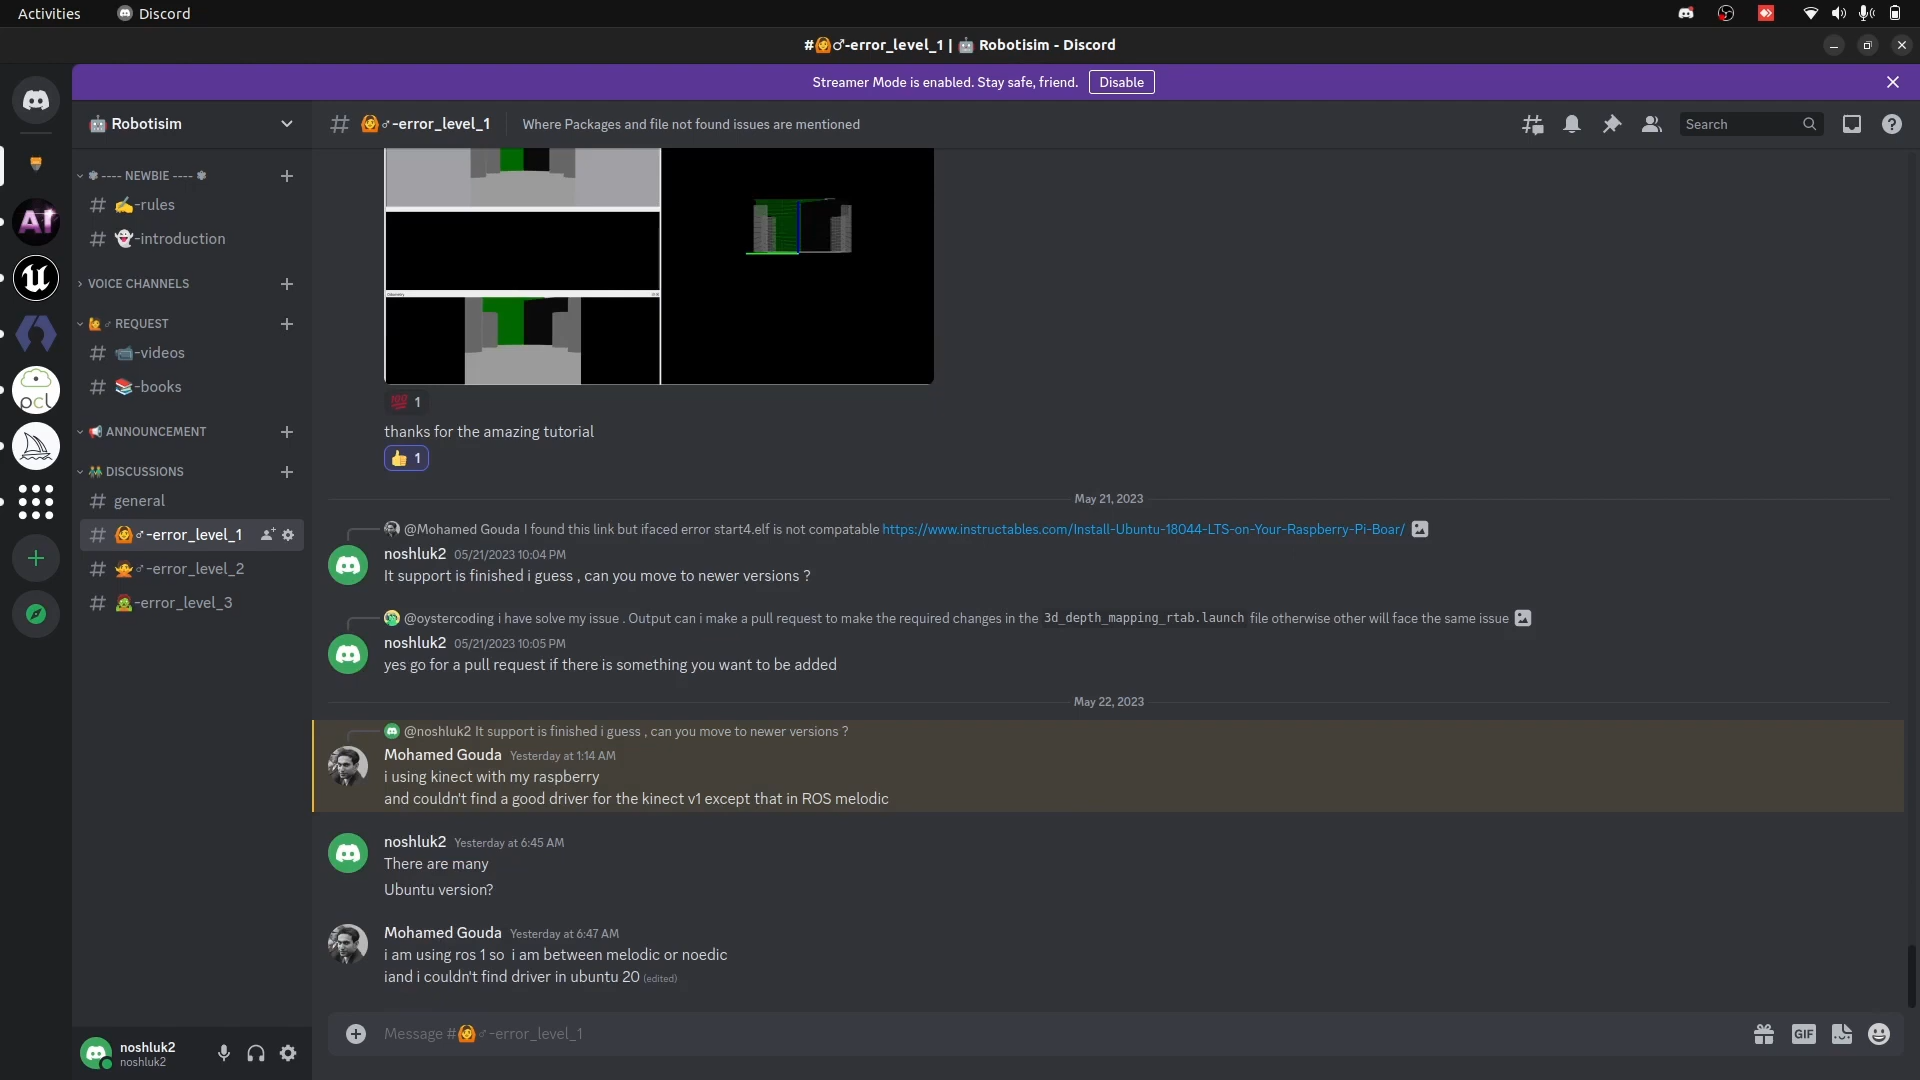 Activities
Discord
#🙆♂-error_level_1 | 🤖 Robotisim - Discord
Streamer Mode is enabled. Stay safe, friend.
Disable
🤖 Robotisim
🙆♂-error_level_1
Where Packages and file not found issues are mentioned
Search
✾ ---- NEWBIE ---- ✾
✍-rules
👻-introduction
VOICE CHANNELS
🙋♂ REQUEST
📹-videos
📚-books
📢 ANNOUNCEMENT
👬 DISCUSSIONS
general
🙆♂-error_level_1
🙅♂-error_level_2
🧟-error_level_3
AI
pcl
💯 1
thanks for the amazing tutorial
👍 1
May 21, 2023
@Mohamed Gouda I found this link but ifaced error start4.elf is not compatable https://www.instructables.com/Install-Ubuntu-18044-LTS-on-Your-Raspberry-Pi-Boar/
noshluk2 05/21/2023 10:04 PM
It support is finished i guess , can you move to newer versions ?
@oystercoding i have solve my issue . Output can i make a pull request to make the required changes in the 3d_depth_mapping_rtab.launch file otherwise other will face the same issue
noshluk2 05/21/2023 10:05 PM
yes go for a pull request if there is something you want to be added
May 22, 2023
@noshluk2 It support is finished i guess , can you move to newer versions ?
Mohamed Gouda Yesterday at 1:14 AM
i using kinect with my raspberry
and couldn't find a good driver for the kinect v1 except that in ROS melodic
noshluk2 Yesterday at 6:45 AM
There are many
Ubuntu version?
Mohamed Gouda Yesterday at 6:47 AM
i am using ros 1 so i am between melodic or noedic
iand i couldn't find driver in ubuntu 20 (edited)
Message #🙆♂-error_level_1
GIF
noshluk2
noshluk2